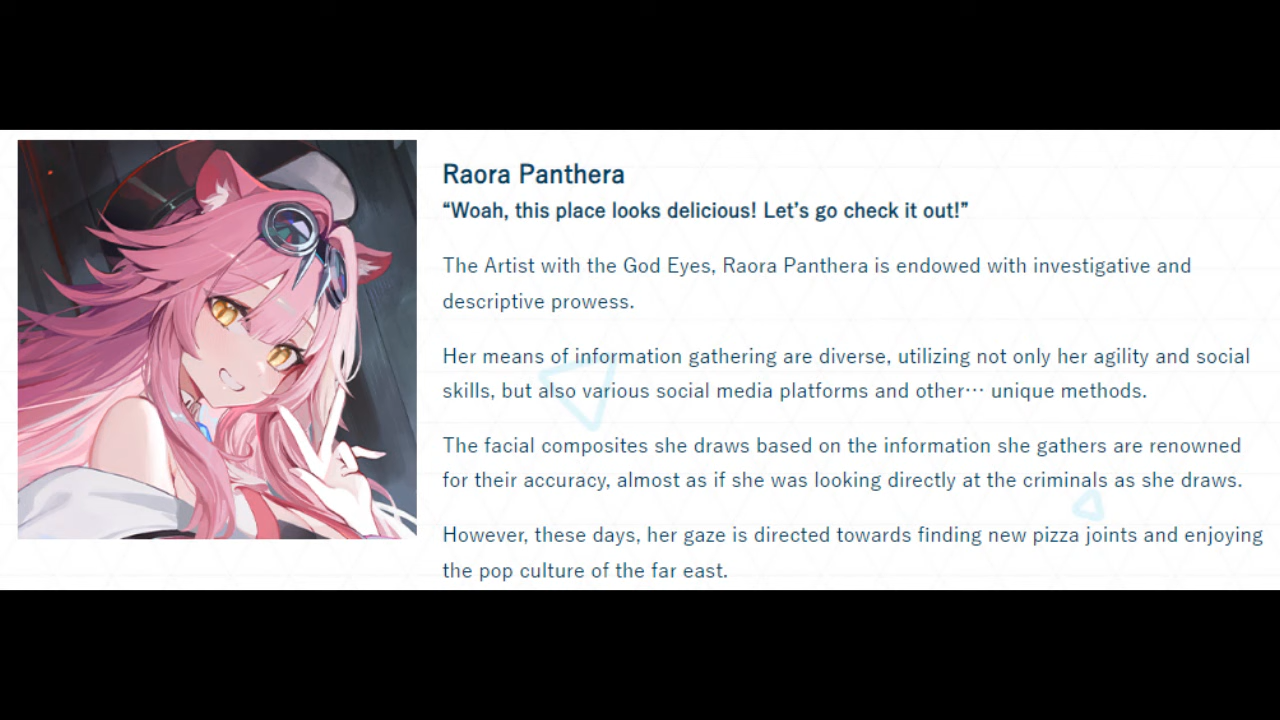 Raora Panthera
“Woah, this place looks delicious! Let’s go check it out!”
The Artist with the God Eyes, Raora Panthera is endowed with investigative and
descriptive prowess.
Her means of information gathering are diverse, utilizing not only her agility and social
skills, but also various social media platforms and other… unique methods.
The facial composites she draws based on the information she gathers are renowned
for their accuracy, almost as if she was looking directly at the criminals as she draws.
However, these days, her gaze is directed towards finding new pizza joints and enjoying
the pop culture of the far east.